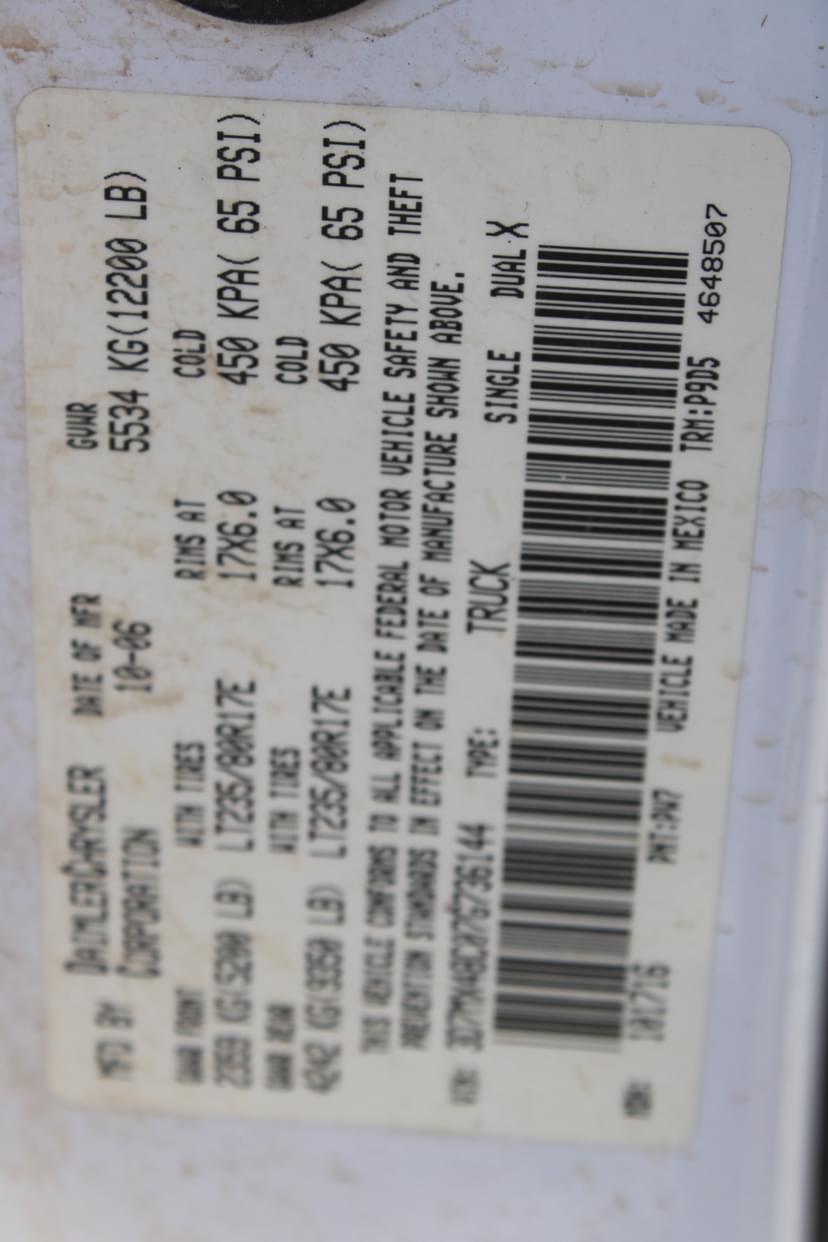 MFD BY DAIMLERCHRYSLER CORPORATION DATE OF MFR 10-06 GVWR 5534 KG(12200 LB)
GAWR FRONT WITH TIRES RIMS AT COLD
2359 KG(5200 LB) LT235/80R17E 17X6.0 450 KPA( 65 PSI)
GAWR REAR WITH TIRES RIMS AT COLD
4242 KG(9350 LB) LT235/80R17E 17X6.0 450 KPA( 65 PSI)
THIS VEHICLE CONFORMS TO ALL APPLICABLE FEDERAL MOTOR VEHICLE SAFETY AND THEFT
PREVENTION STANDARDS IN EFFECT ON THE DATE OF MANUFACTURE SHOWN ABOVE.
VIN: 3D7MX48C07G736144 TYPE: TRUCK SINGLE DUAL X
MDH: 101716 PNT:PW7 VEHICLE MADE IN MEXICO TRM:P9D5 4648507